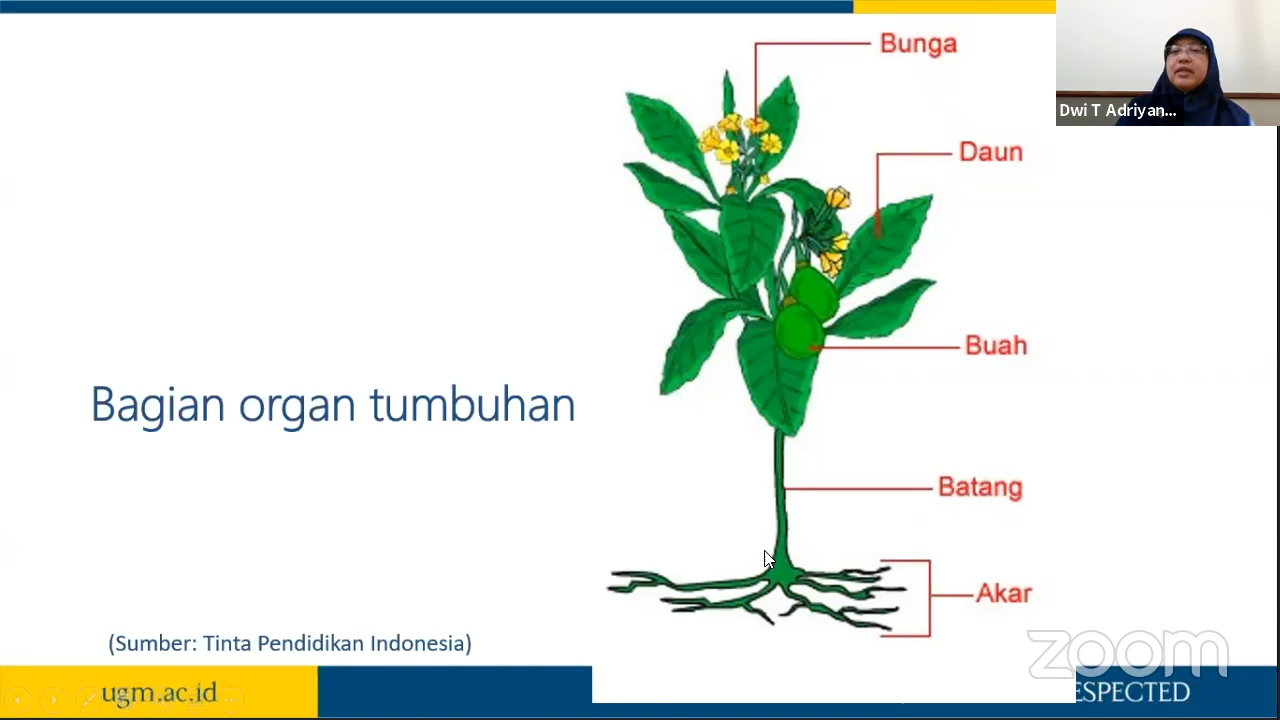 Bunga
Dwi T Adriyan...
Daun
Buah
Bagian organ tumbuhan
Batang
Akar
(Sumber: Tinta Pendidikan Indonesia)
zoom
ugm.ac.id
ESPECTED